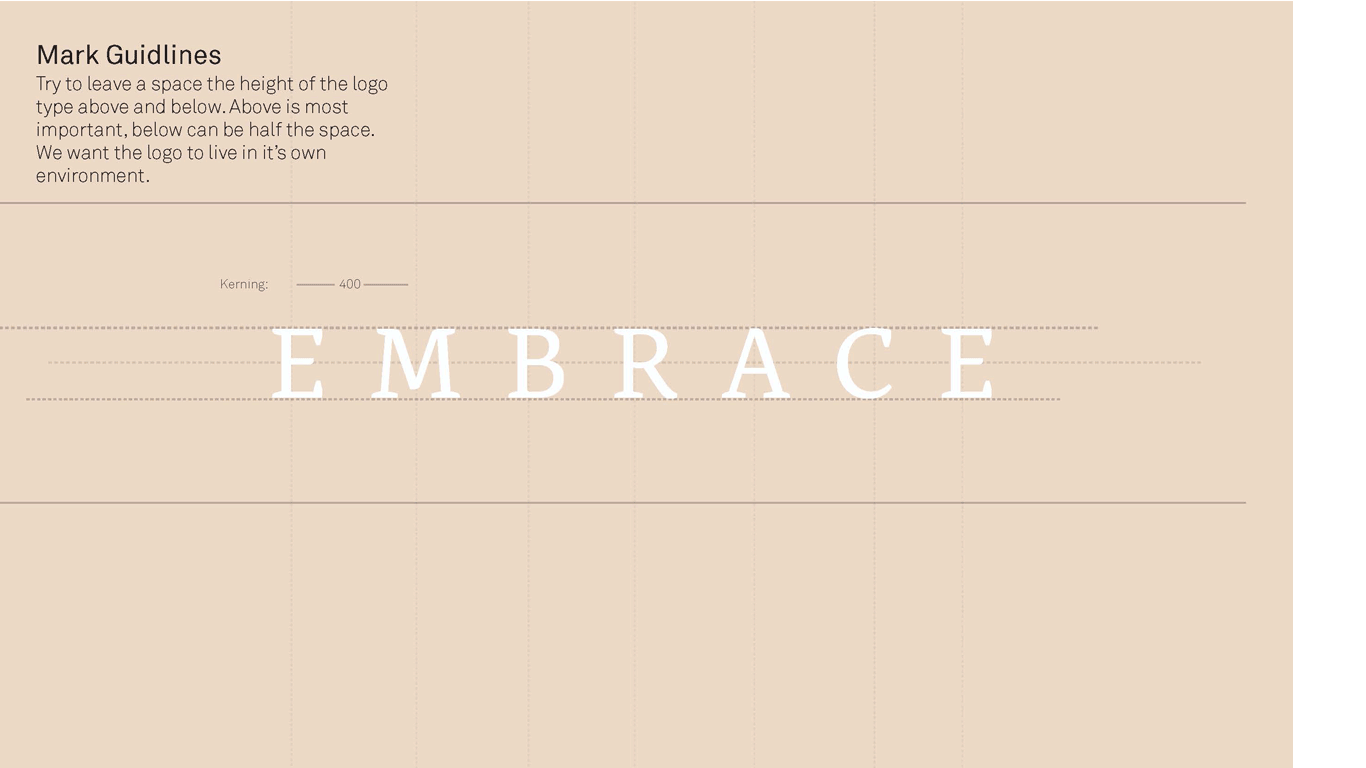 Mark Guidlines
Try to leave a space the height of the logo
type above and below. Above is most
important, below can be half the space.
We want the logo to live in it's own
environment.
Kerning: 400
EMBRACE